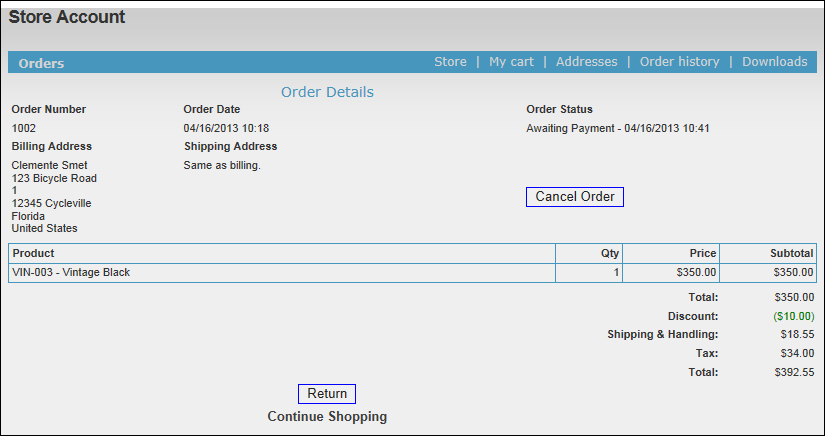 Store Account
Orders Store | My cart | Addresses | Order history | Downloads
Order Details
Order Number Order Date Order Status
1002 04/16/2013 10:18 Awaiting Payment - 04/16/2013 10:41
Billing Address Shipping Address
Clemente Smet Same as billing.
123 Bicycle Road
1
12345 Cycleville
Florida
United States
Cancel Order
Product Qty Price Subtotal
VIN-003 - Vintage Black 1 $350.00 $350.00
Total: $350.00
Discount: ($10.00)
Shipping & Handling: $18.55
Tax: $34.00
Total: $392.55
Return
Continue Shopping